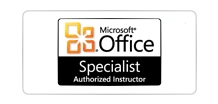 Microsoft®
Office
Specialist
Authorized Instructor